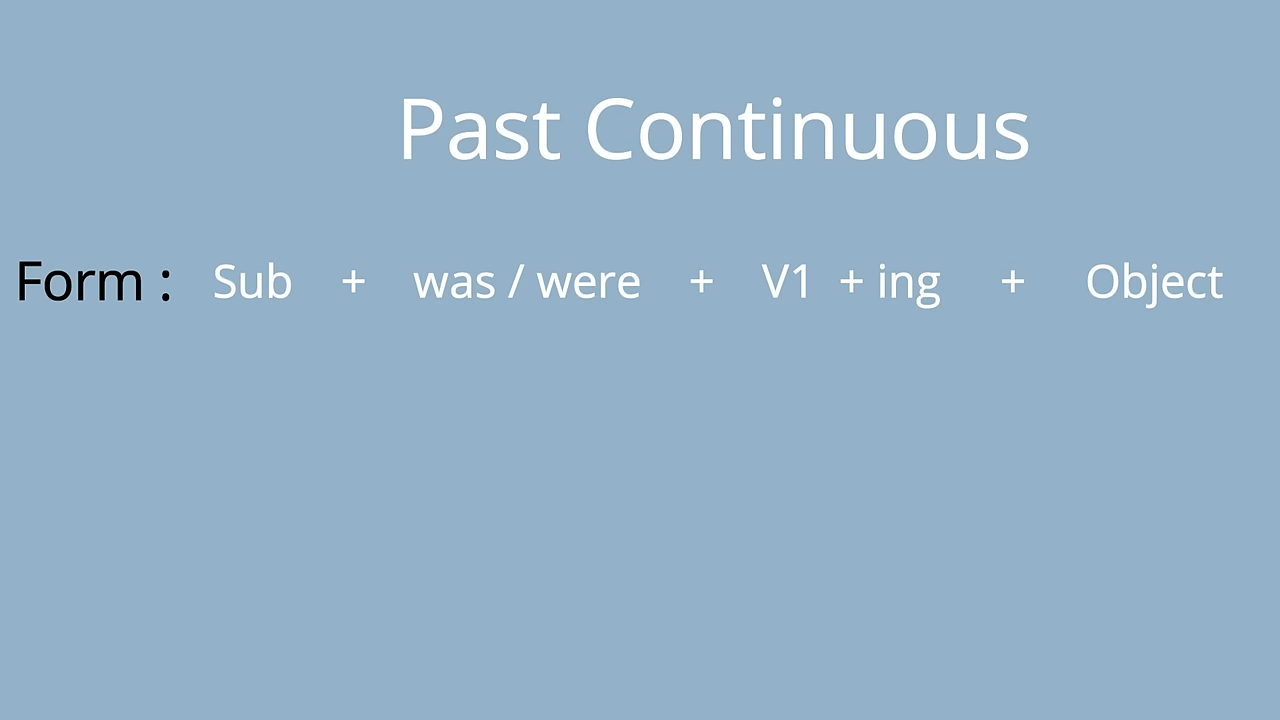 Past Continuous
Form : Sub + was / were + V1 + ing + Object